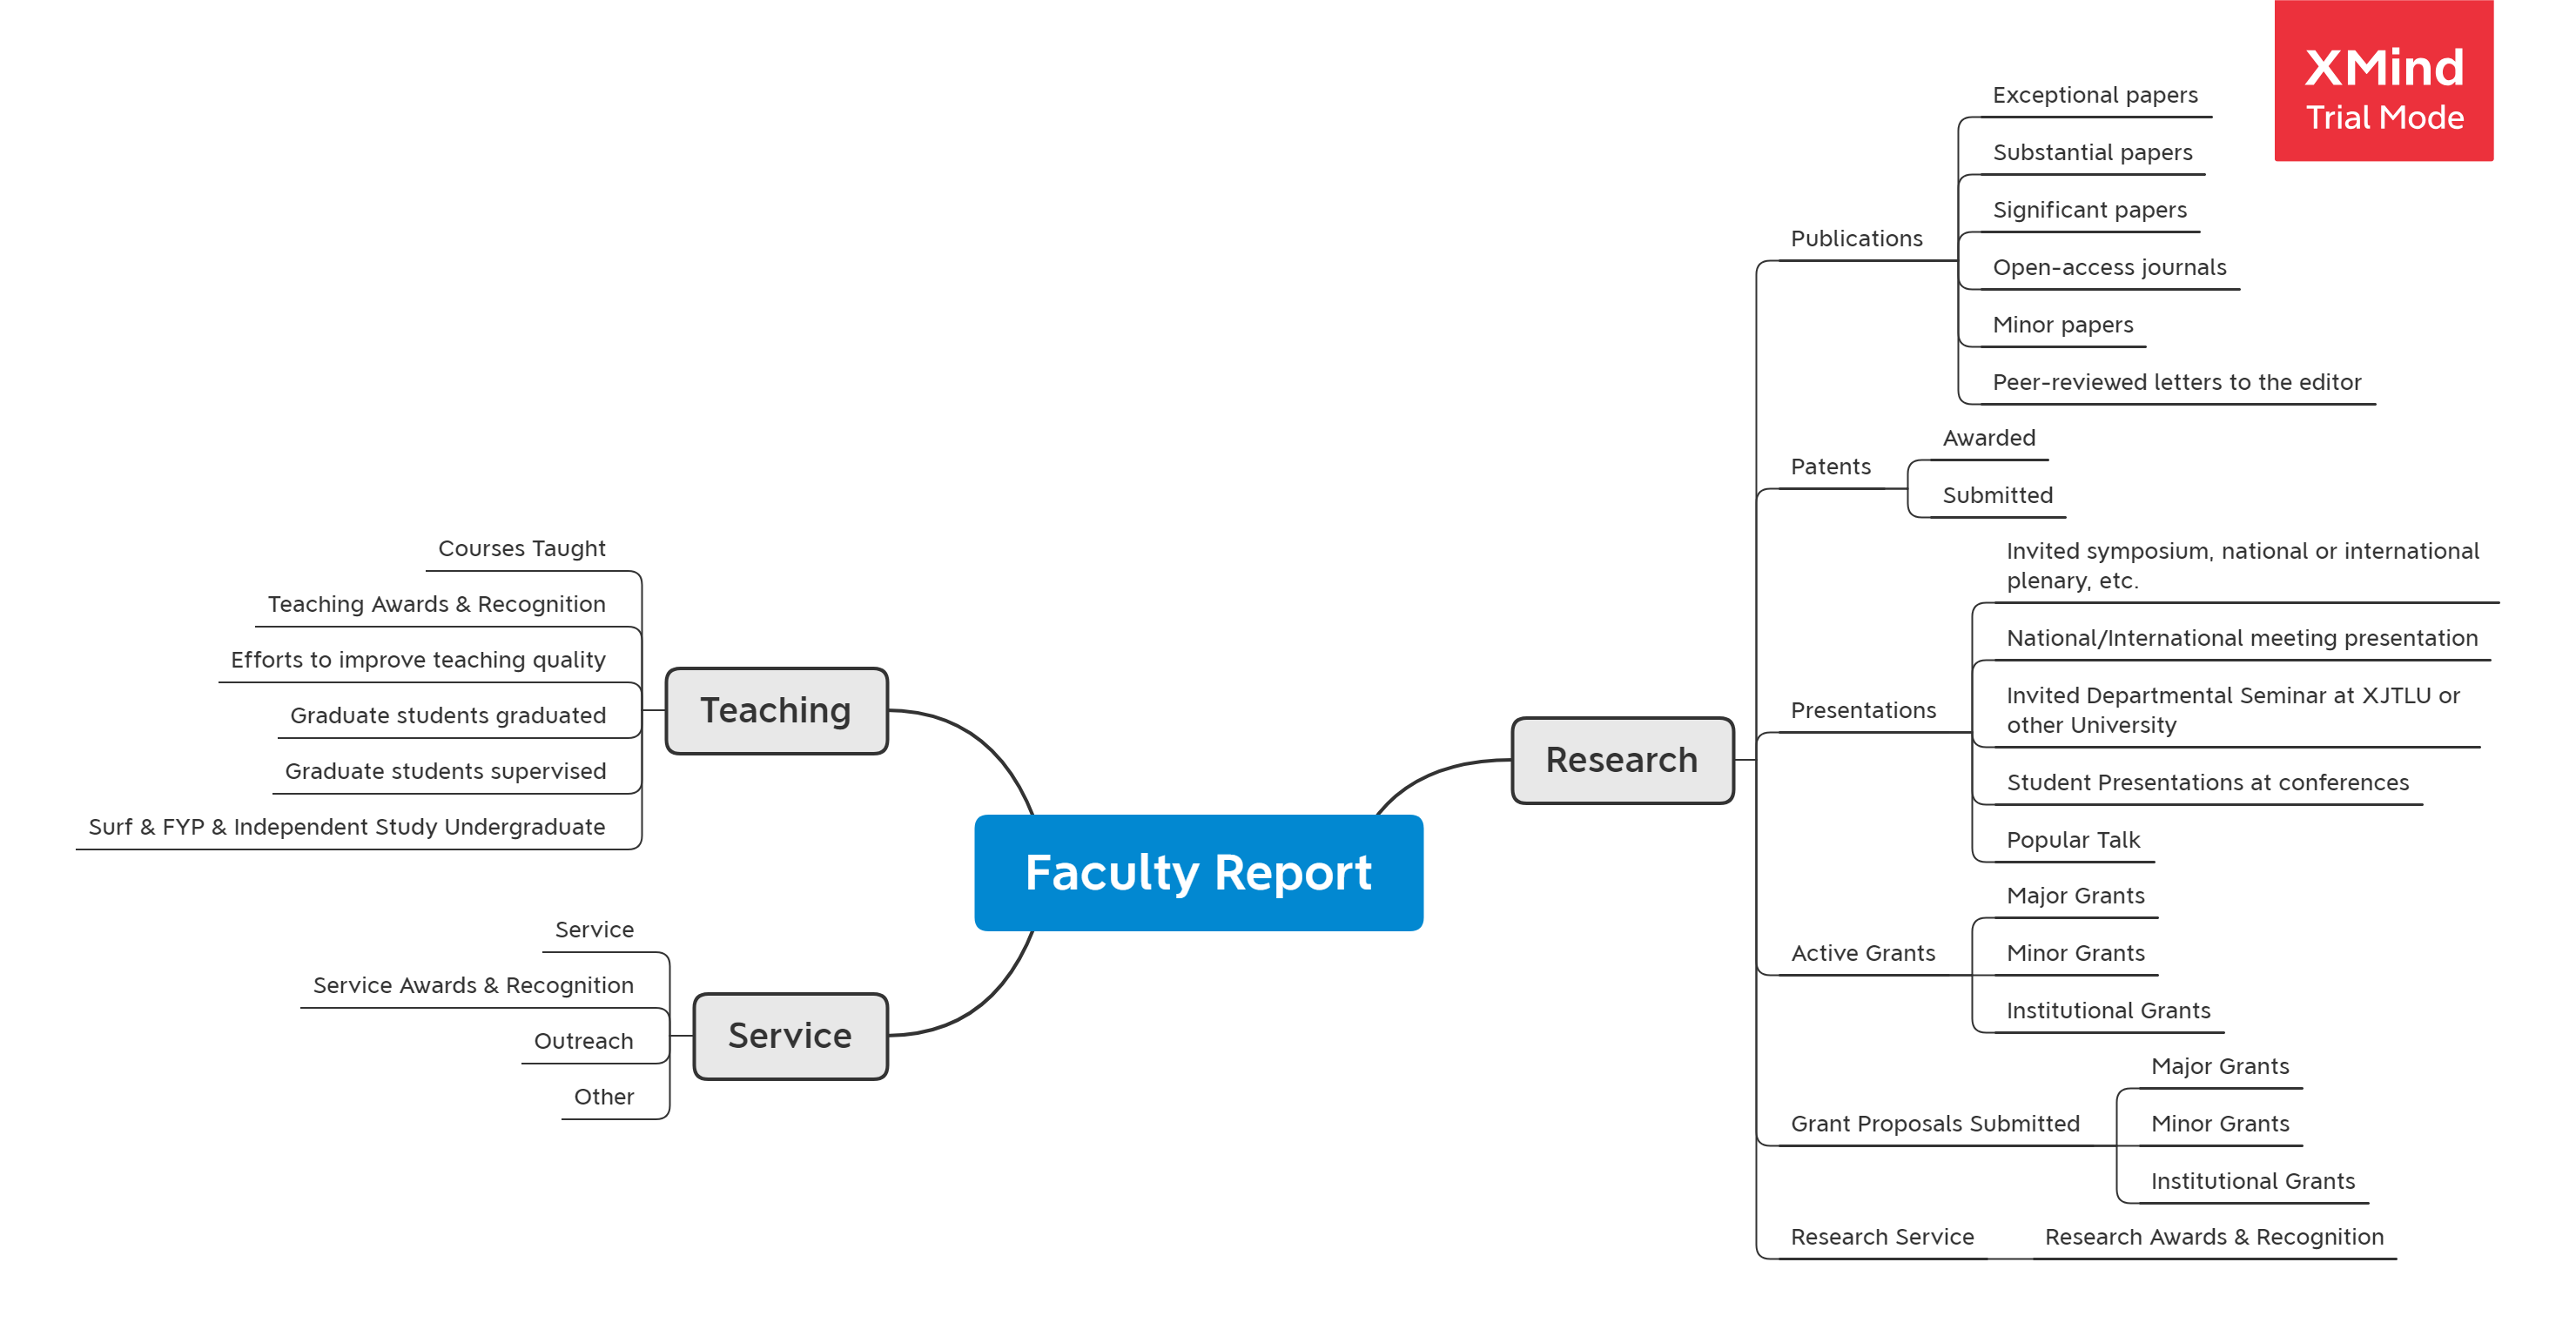 XMind
Trial Mode
Faculty Report
Research
Publications
Exceptional papers
Substantial papers
Significant papers
Open-access journals
Minor papers
Peer-reviewed letters to the editor
Patents
Awarded
Submitted
Presentations
Invited symposium, national or international
plenary, etc.
National/International meeting presentation
Invited Departmental Seminar at XJTLU or
other University
Student Presentations at conferences
Popular Talk
Active Grants
Major Grants
Minor Grants
Institutional Grants
Grant Proposals Submitted
Major Grants
Minor Grants
Institutional Grants
Research Service
Research Awards & Recognition
Teaching
Courses Taught
Teaching Awards & Recognition
Efforts to improve teaching quality
Graduate students graduated
Graduate students supervised
Surf & FYP & Independent Study Undergraduate
Service
Service
Service Awards & Recognition
Outreach
Other